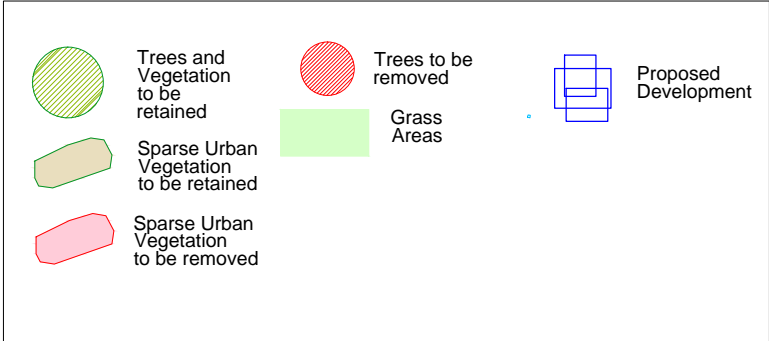 Trees and
Vegetation
to be
retained
Sparse Urban
Vegetation
to be retained
Sparse Urban
Vegetation
to be removed
Trees to be
removed
Grass
Areas
Proposed
Development